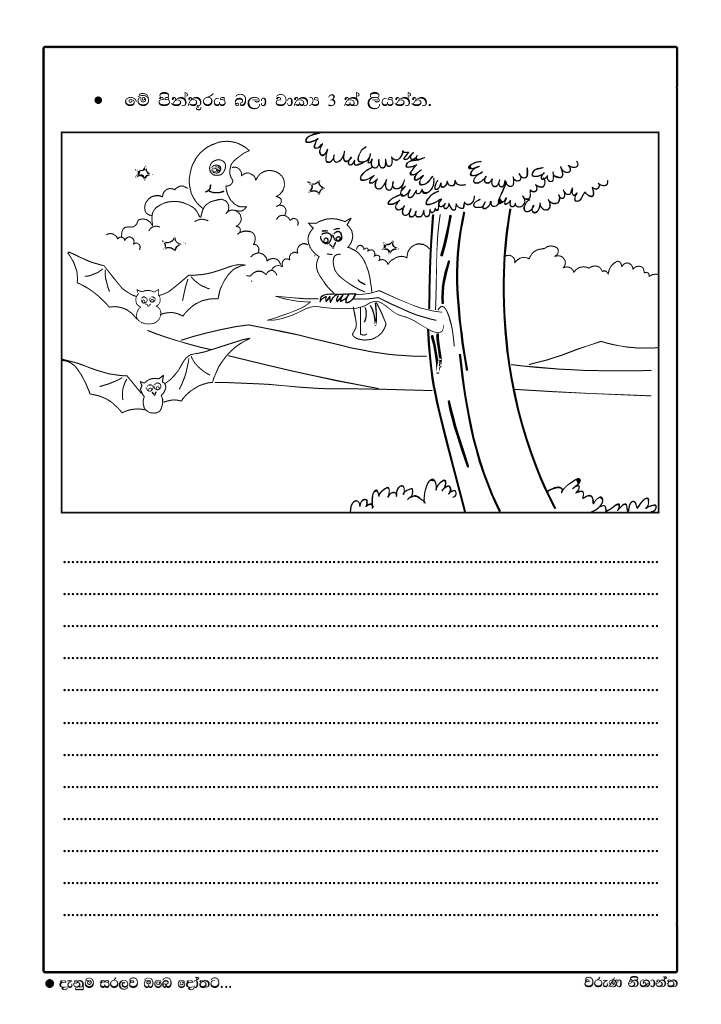 ● මේ පින්තූරය බලා වාක්‍ය 3 ක් ලියන්න.
● දැනුම සරලව ඔබෙ දෝතට...
වරුණ නිශාන්ත